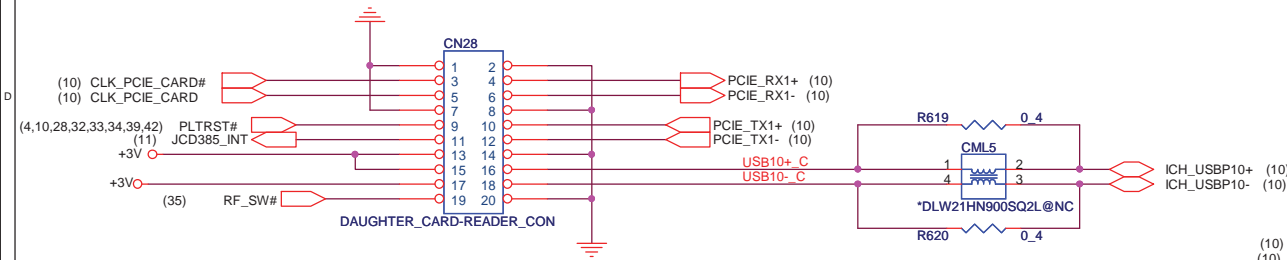 CN28
1 2
(10) CLK_PCIE_CARD# 3 4 PCIE_RX1+ (10)
(10) CLK_PCIE_CARD 5 6 PCIE_RX1- (10)
D
7 8
R619 0_4
(4,10,28,32,33,34,39,42) PLTRST# 9 10 PCIE_TX1+ (10)
(11) JCD385_INT 11 12 PCIE_TX1- (10)
CML5
+3V 13 14
15 16 USB10+_C 1 2 ICH_USBP10+ (10)
+3V 17 18 USB10-_C 4 3 ICH_USBP10- (10)
(35) RF_SW# 19 20
*DLW21HN900SQ2L@NC
DAUGHTER_CARD-READER_CON
R620 0_4
(10)
(10)